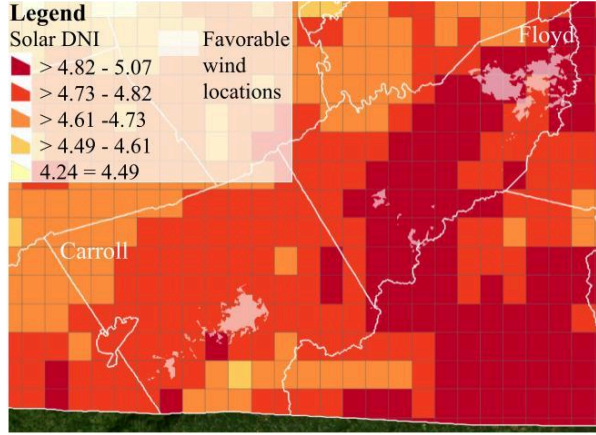 Legend
Solar DNI
> 4.82 - 5.07
> 4.73 - 4.82
> 4.61 -4.73
> 4.49 - 4.61
4.24 = 4.49
Favorable
wind
locations
Floyd
Carroll